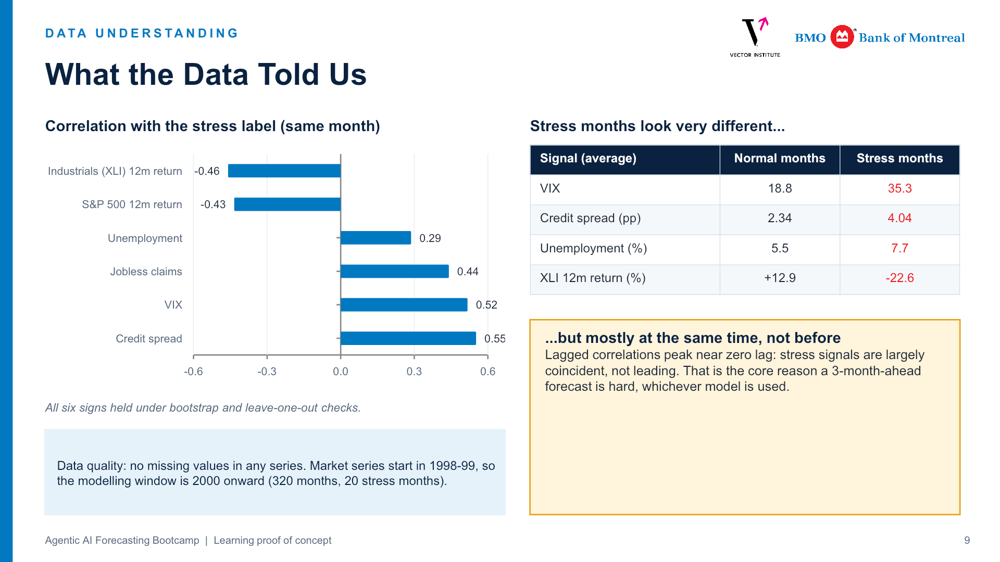 DATA UNDERSTANDING
VECTOR INSTITUTE
BMO Bank of Montreal
What the Data Told Us
Correlation with the stress label (same month)
Industrials (XLI) 12m return -0.46
S&P 500 12m return -0.43
Unemployment 0.29
Jobless claims 0.44
VIX 0.52
Credit spread 0.55
-0.6 -0.3 0.0 0.3 0.6
All six signs held under bootstrap and leave-one-out checks.
Data quality: no missing values in any series. Market series start in 1998-99, so
the modelling window is 2000 onward (320 months, 20 stress months).
Stress months look very different...
Signal (average) Normal months Stress months
VIX 18.8 35.3
Credit spread (pp) 2.34 4.04
Unemployment (%) 5.5 7.7
XLI 12m return (%) +12.9 -22.6
...but mostly at the same time, not before
Lagged correlations peak near zero lag: stress signals are largely
coincident, not leading. That is the core reason a 3-month-ahead
forecast is hard, whichever model is used.
Agentic AI Forecasting Bootcamp | Learning proof of concept
9